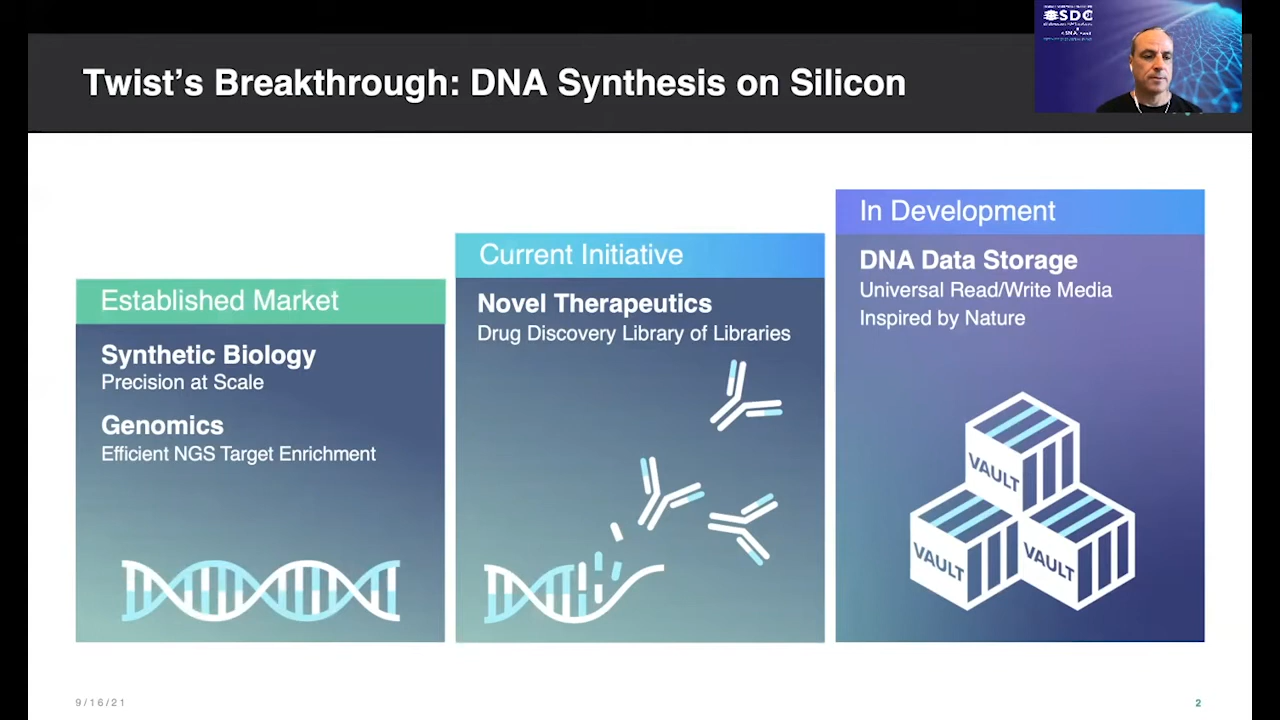 Twist’s Breakthrough: DNA Synthesis on Silicon
SDC
Established Market
Synthetic Biology
Precision at Scale
Genomics
Efficient NGS Target Enrichment
Current Initiative
Novel Therapeutics
Drug Discovery Library of Libraries
In Development
DNA Data Storage
Universal Read/Write Media
Inspired by Nature
VAULT
VAULT
VAULT
9/16/21
2